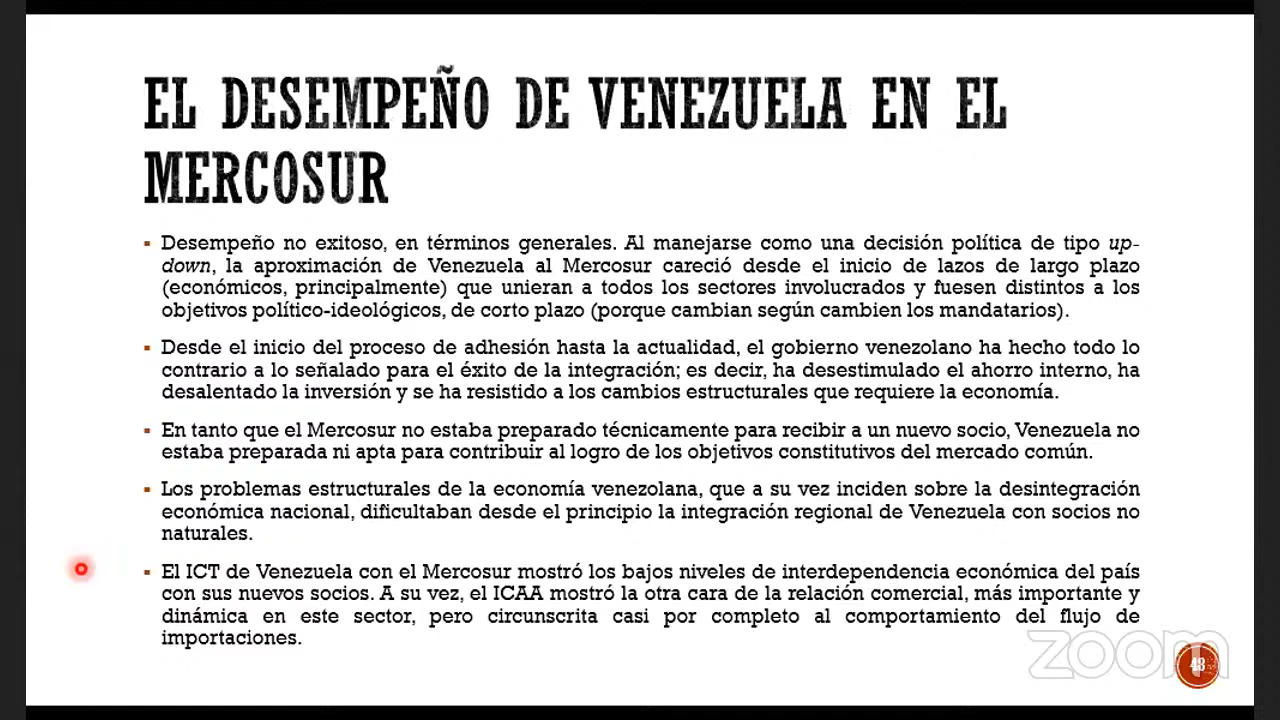 EL DESEMPEÑO DE VENEZUELA EN EL
MERCOSUR
▪ Desempeño no exitoso, en términos generales. Al manejarse como una decisión política de tipo up-
down, la aproximación de Venezuela al Mercosur careció desde el inicio de lazos de largo plazo
(económicos, principalmente) que unieran a todos los sectores involucrados y fuesen distintos a los
objetivos político-ideológicos, de corto plazo (porque cambian según cambien los mandatarios).
▪ Desde el inicio del proceso de adhesión hasta la actualidad, el gobierno venezolano ha hecho todo lo
contrario a lo señalado para el éxito de la integración; es decir, ha desestimulado el ahorro interno, ha
desalentado la inversión y se ha resistido a los cambios estructurales que requiere la economía.
▪ En tanto que el Mercosur no estaba preparado técnicamente para recibir a un nuevo socio, Venezuela no
estaba preparada ni apta para contribuir al logro de los objetivos constitutivos del mercado común.
▪ Los problemas estructurales de la economía venezolana, que a su vez inciden sobre la desintegración
económica nacional, dificultaban desde el principio la integración regional de Venezuela con socios no
naturales.
▪ El ICT de Venezuela con el Mercosur mostró los bajos niveles de interdependencia económica del país
con sus nuevos socios. A su vez, el ICAA mostró la otra cara de la relación comercial, más importante y
dinámica en este sector, pero circunscrita casi por completo al comportamiento del flujo de
importaciones.
zoom
48